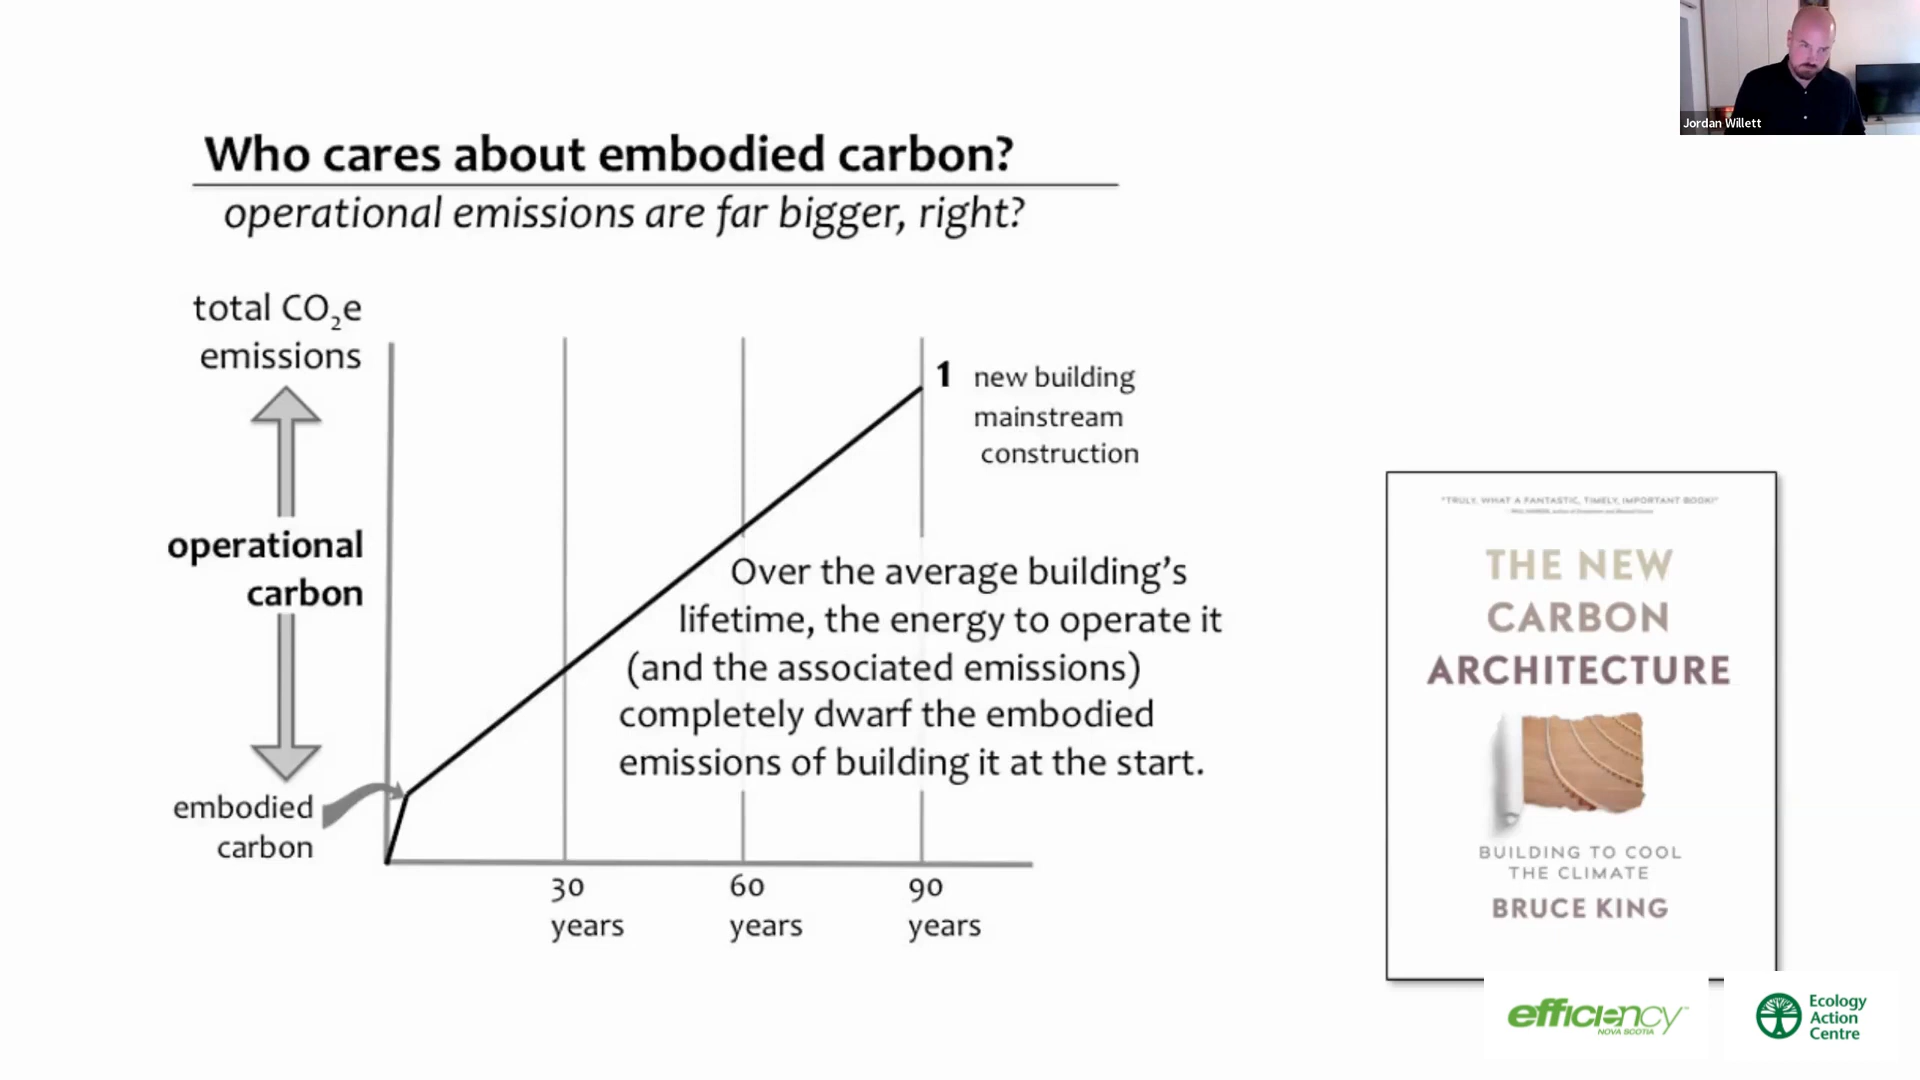 Jordan Willett
Who cares about embodied carbon?
operational emissions are far bigger, right?
total CO₂e
emissions
operational
carbon
embodied
carbon
1 new building
mainstream
construction
Over the average building’s
lifetime, the energy to operate it
(and the associated emissions)
completely dwarf the embodied
emissions of building it at the start.
30
years
60
years
90
years
"TRULY, WHAT A FANTASTIC, TIMELY, IMPORTANT BOOK!"
THE NEW
CARBON
ARCHITECTURE
BUILDING TO COOL
THE CLIMATE
BRUCE KING
efficiency
NOVA SCOTIA
Ecology
Action
Centre